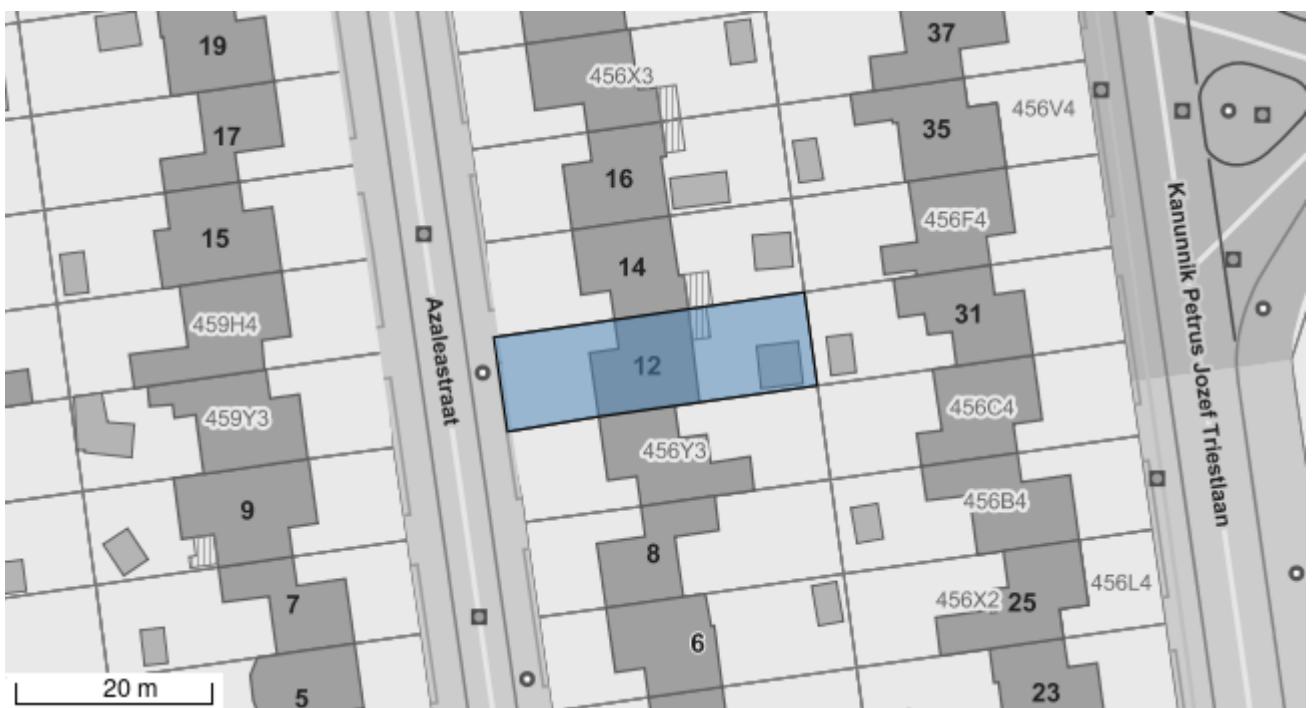 19
37
456X3
456V4
17
35
16
15
456F4
14
31
459H4
12
Azaleastraat
Kanunnik Petrus Jozef Triestlaan
456C4
459Y3
456Y3
9
456B4
8
7
456X2
25
456L4
6
5
23
20 m